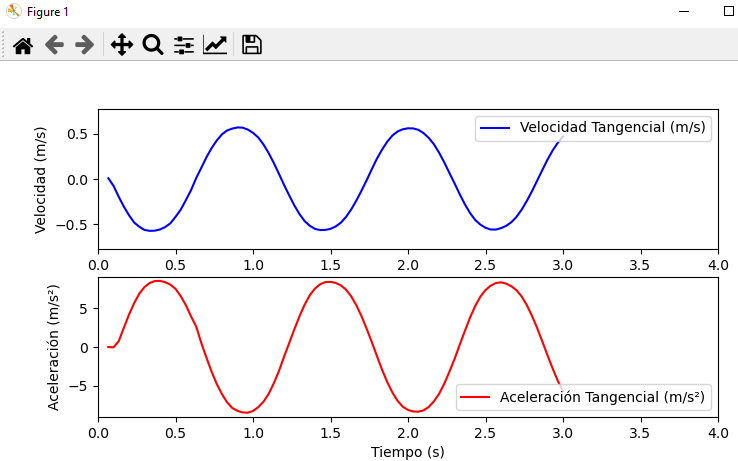 Figure 1
Velocidad (m/s)
0.5
0.0
−0.5
Velocidad Tangencial (m/s)
0.0 0.5 1.0 1.5 2.0 2.5 3.0 3.5 4.0
Aceleración (m/s²)
5
0
−5
Aceleración Tangencial (m/s²)
0.0 0.5 1.0 1.5 2.0 2.5 3.0 3.5 4.0
Tiempo (s)